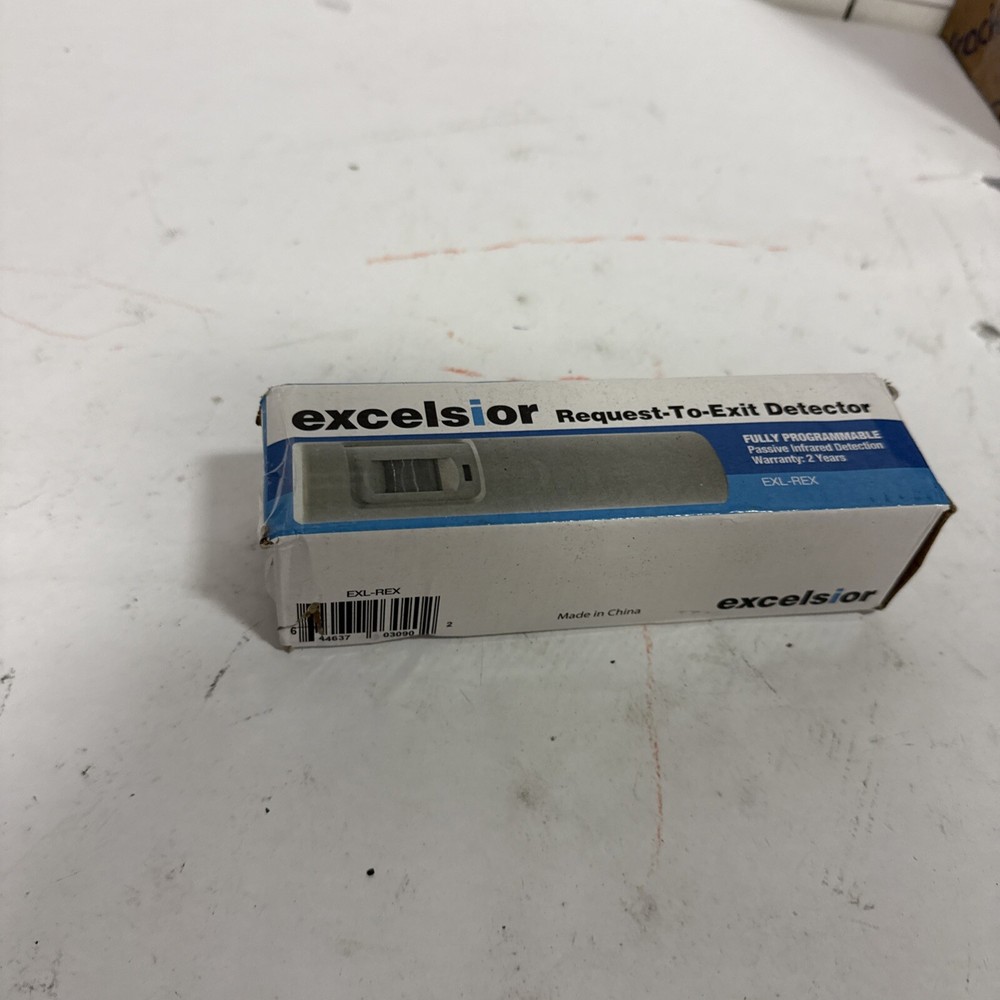 excelsior Request-To-Exit Detector
FULLY PROGRAMMABLE
Passive Infrared Detection
Warranty: 2 Years
EXL-REX
EXL-REX
6 44637 03090 2
Made in China
excelsior